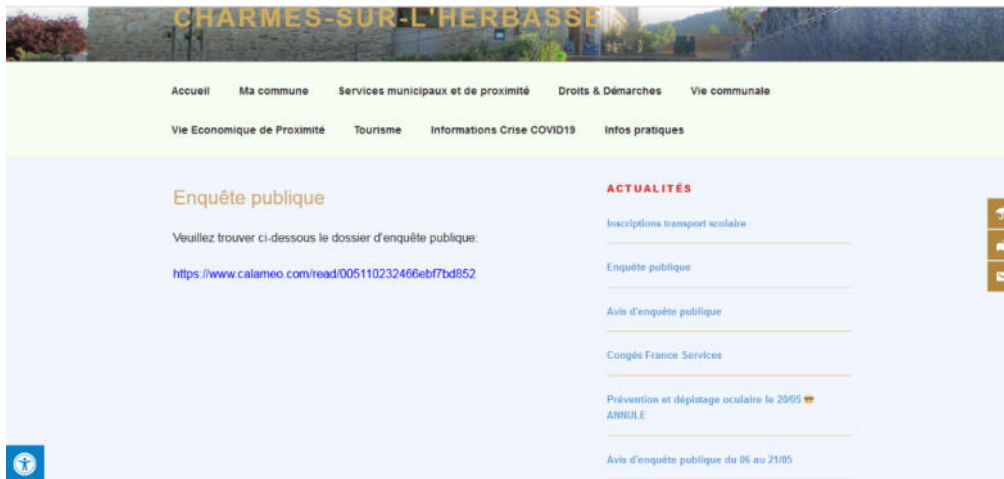 CHARMES-SUR-L'HERBASSE
Accueil Ma commune Services municipaux et de proximité Droits & Démarches Vie communale
Vie Economique de Proximité Tourisme Informations Crise COVID19 Infos pratiques
Enquête publique
Veuillez trouver ci-dessous le dossier d'enquête publique:
https://www.calameo.com/read/005110232466ebf7bd852
ACTUALITÉS
Inscriptions transport scolaire
Enquête publique
Avis d'enquête publique
Congés France Services
Prévention et dépistage oculaire le 20/05 🤓
ANNULE
Avis d'enquête publique du 06 au 21/05